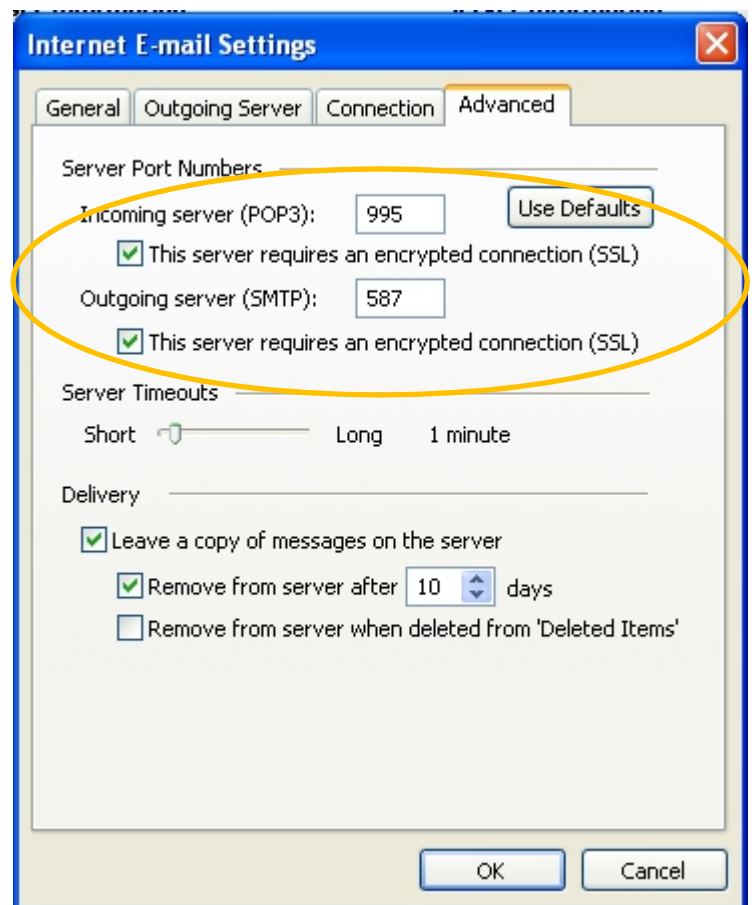 Internet E-mail Settings
General Outgoing Server Connection Advanced
Server Port Numbers
Incoming server (POP3): 995 Use Defaults
This server requires an encrypted connection (SSL)
Outgoing server (SMTP): 587
This server requires an encrypted connection (SSL)
Server Timeouts
Short Long 1 minute
Delivery
Leave a copy of messages on the server
Remove from server after 10 days
Remove from server when deleted from 'Deleted Items'
OK Cancel